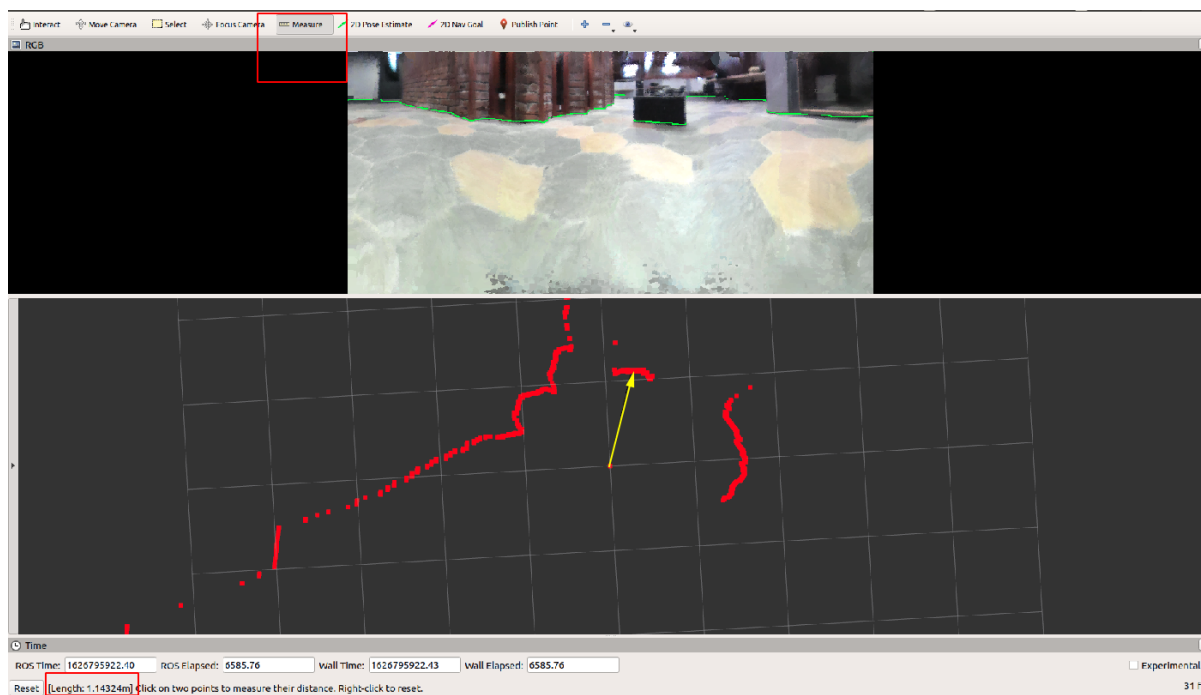 Interact Move Camera Select Focus Camera Measure 2D Pose Estimate 2D Nav Goal Publish Point
RGB
Time
ROS Time: 1626795922.40 ROS Elapsed: 6585.76 Wall Time: 1626795922.43 Wall Elapsed: 6585.76 Experimental
Reset [Length: 1.14324m] Click on two points to measure their distance. Right-click to reset. 31